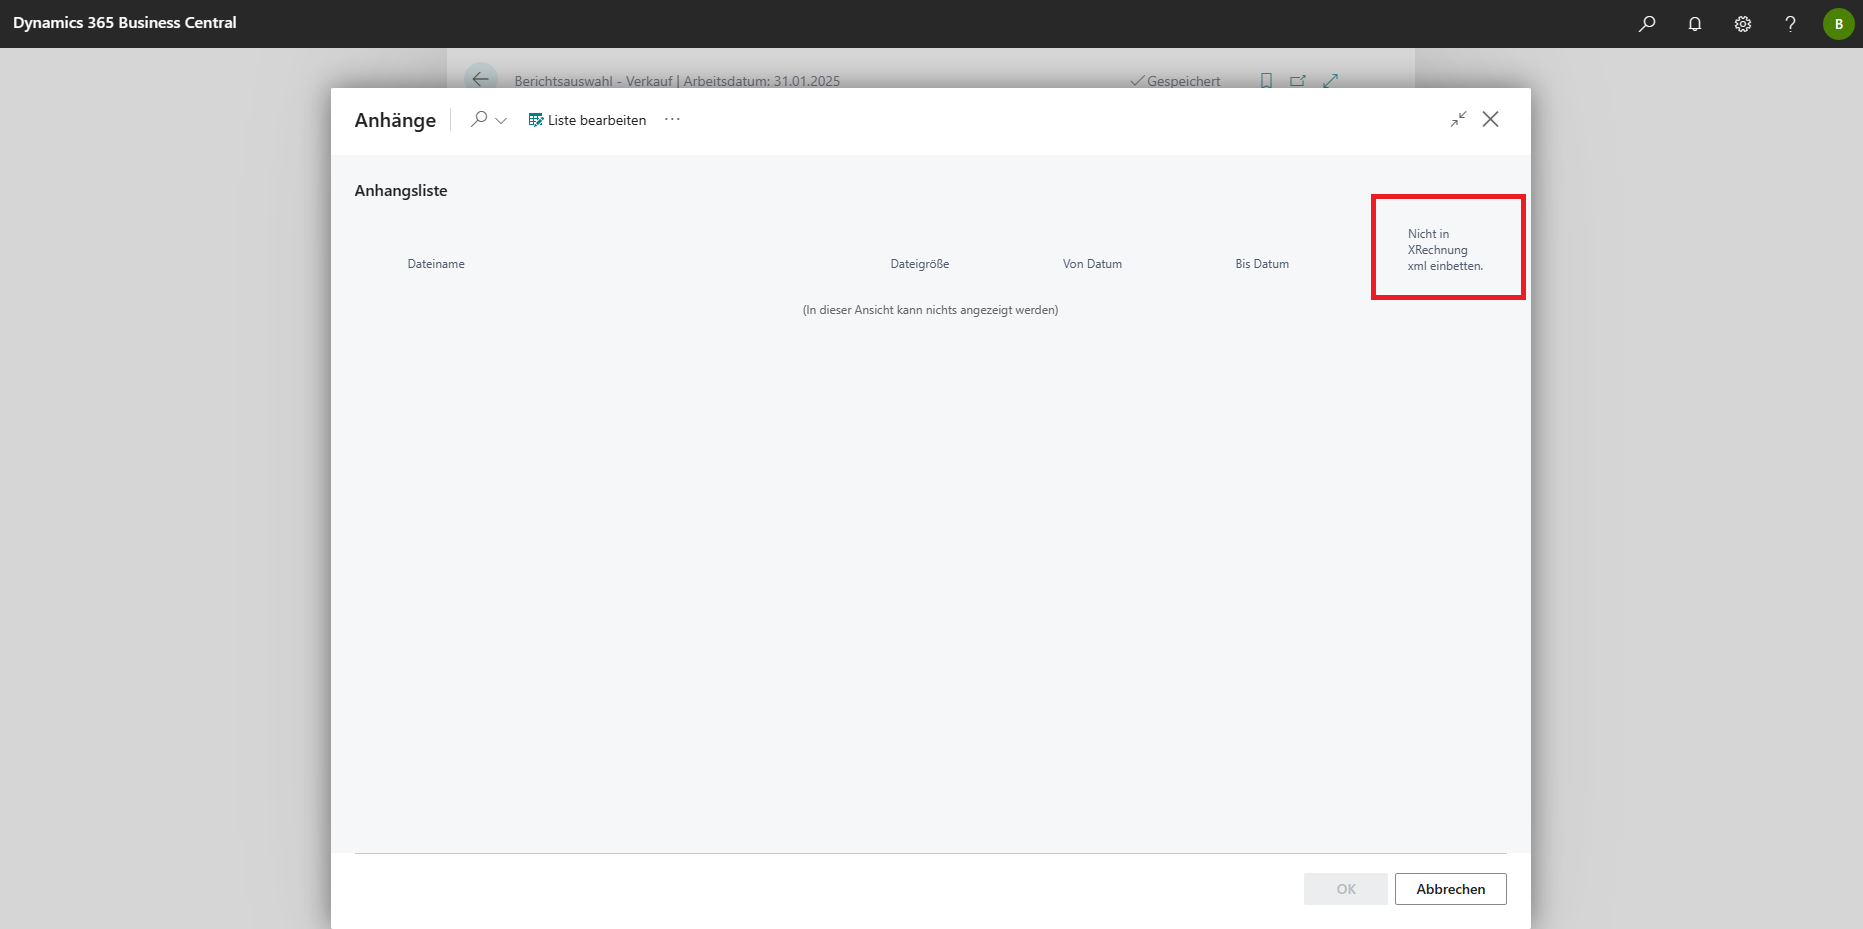 Dynamics 365 Business Central
B
Berichtsauswahl - Verkauf | Arbeitsdatum: 31.01.2025
Gespeichert
Anhänge
Liste bearbeiten
Anhangsliste
Dateiname
Dateigröße
Von Datum
Bis Datum
Nicht in
XRechnung
xml einbetten.
(In dieser Ansicht kann nichts angezeigt werden)
OK
Abbrechen